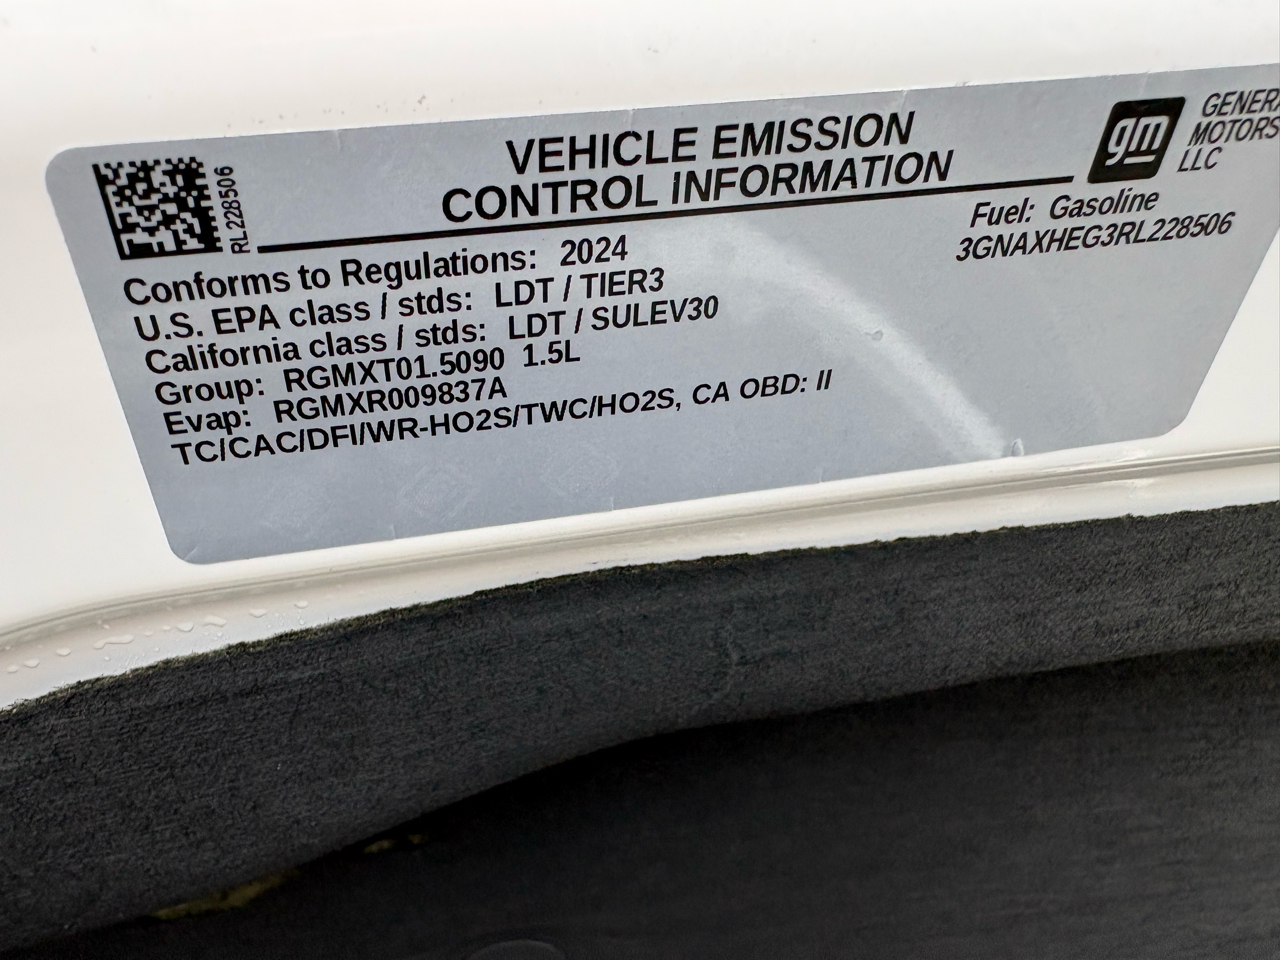 VEHICLE EMISSION
CONTROL INFORMATION
gm
GENERA
MOTORS
LLC
RL228506
Fuel: Gasoline
3GNAXHEG3RL228506
Conforms to Regulations: 2024
U.S. EPA class / stds: LDT / TIER3
California class / stds: LDT / SULEV30
Group: RGMXT01.5090 1.5L
Evap: RGMXR009837A
TC/CAC/DFI/WR-HO2S/TWC/HO2S, CA OBD: II